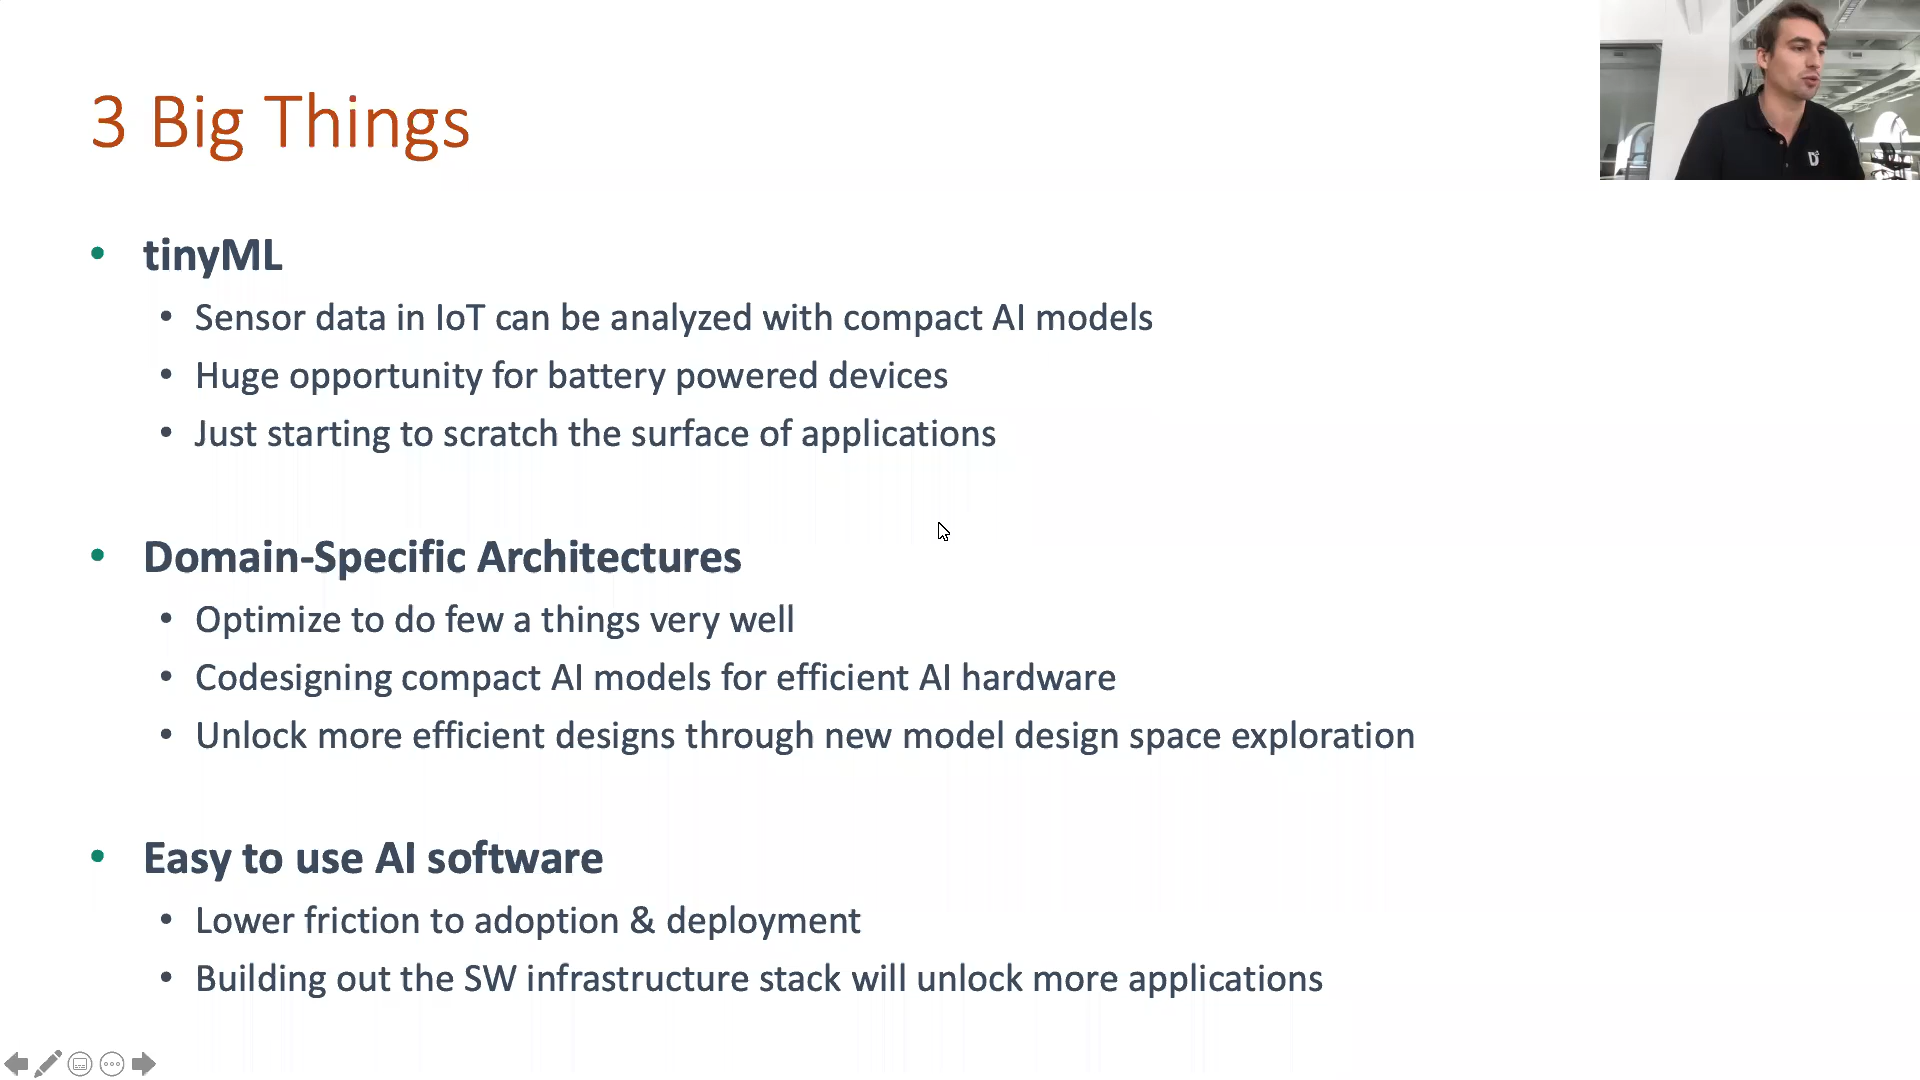 3 Big Things
• tinyML
• Sensor data in IoT can be analyzed with compact AI models
• Huge opportunity for battery powered devices
• Just starting to scratch the surface of applications
• Domain-Specific Architectures
• Optimize to do few a things very well
• Codesigning compact AI models for efficient AI hardware
• Unlock more efficient designs through new model design space exploration
• Easy to use AI software
• Lower friction to adoption & deployment
• Building out the SW infrastructure stack will unlock more applications